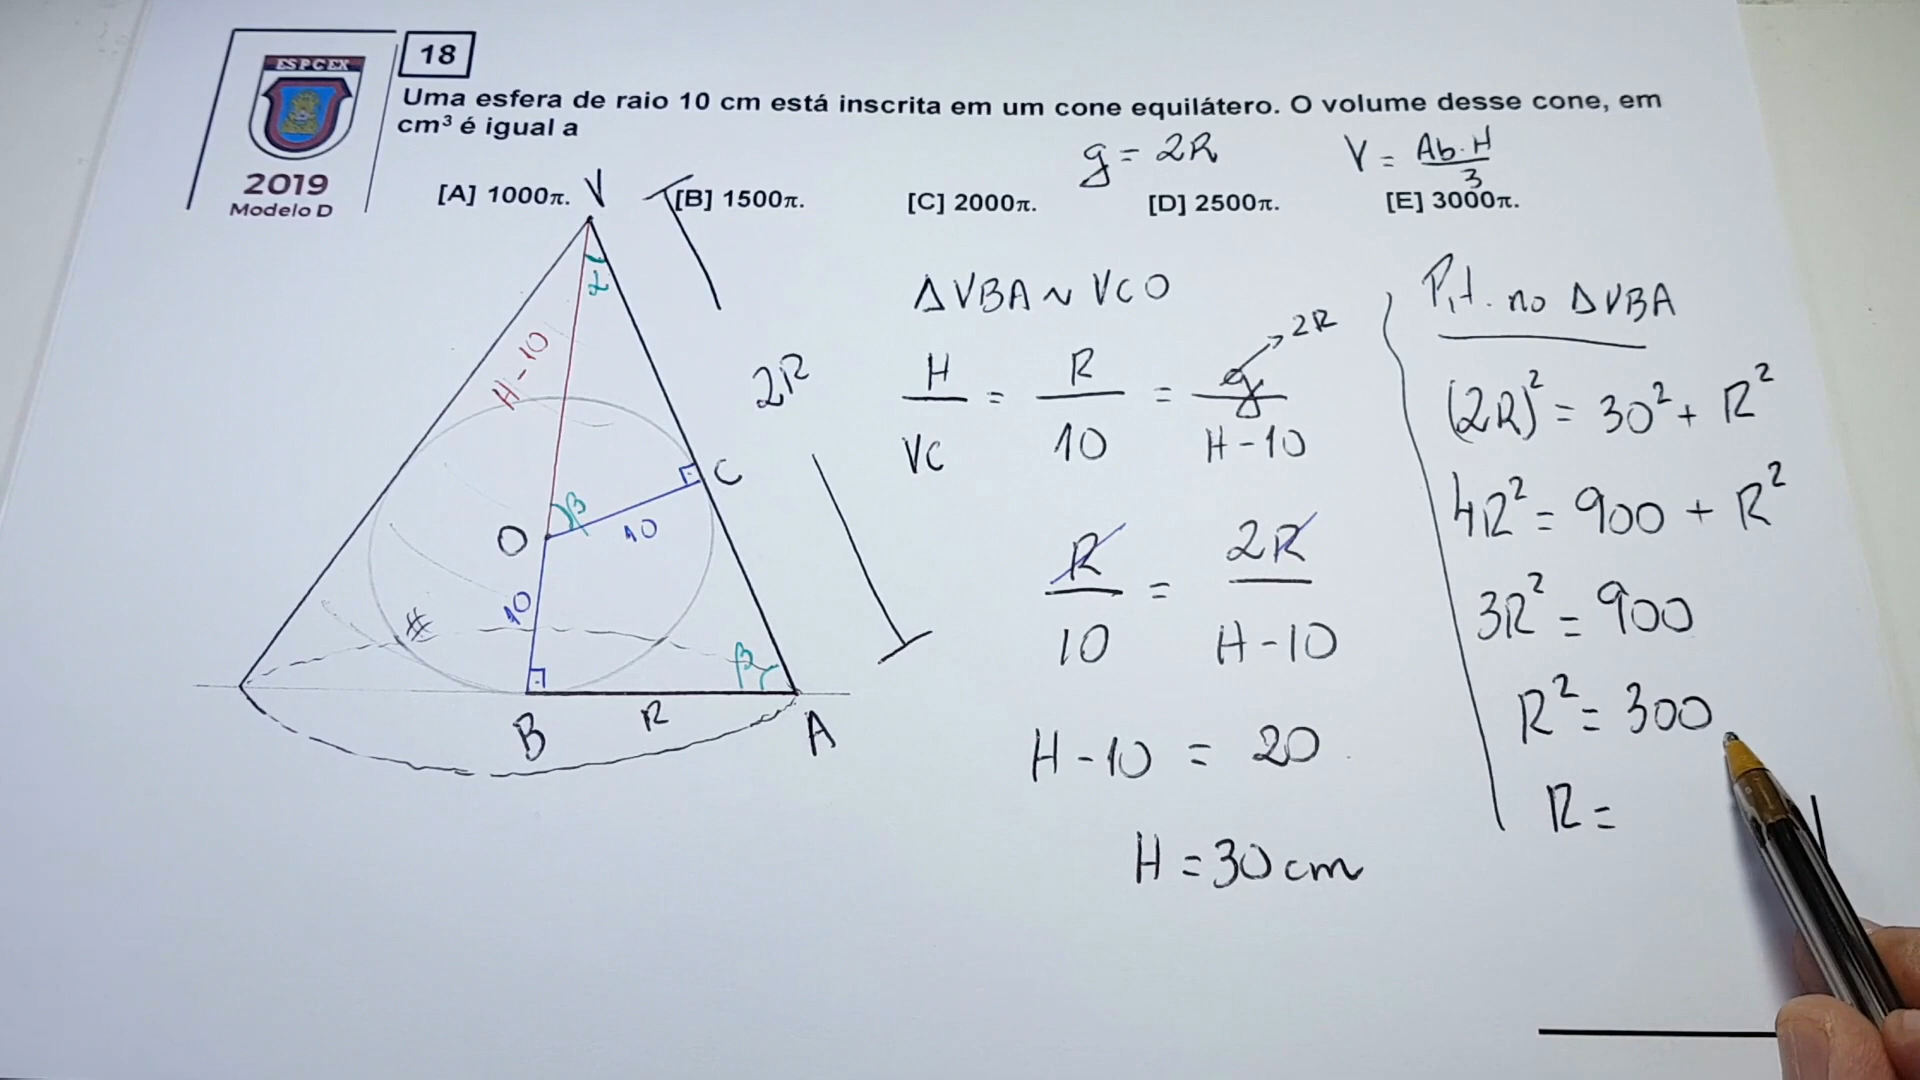 18
ESPCEX
Uma esfera de raio 10 cm está inscrita em um cone equilátero. O volume desse cone, em
cm³ é igual a
2019
Modelo D
g = 2R
V = Ab.H/3
[A] 1000π. [B] 1500π. [C] 2000π. [D] 2500π. [E] 3000π.
V
α
H-10
2R
C
β
O
10
10
β
B
R
A
ΔVBA ~ VCO
H/VC = R/10 = g/H-10
2R
R/10 = 2R/H-10
H-10 = 20
H = 30 cm
Pit. no ΔVBA
(2R)² = 30² + R²
4R² = 900 + R²
3R² = 900
R² = 300
R =